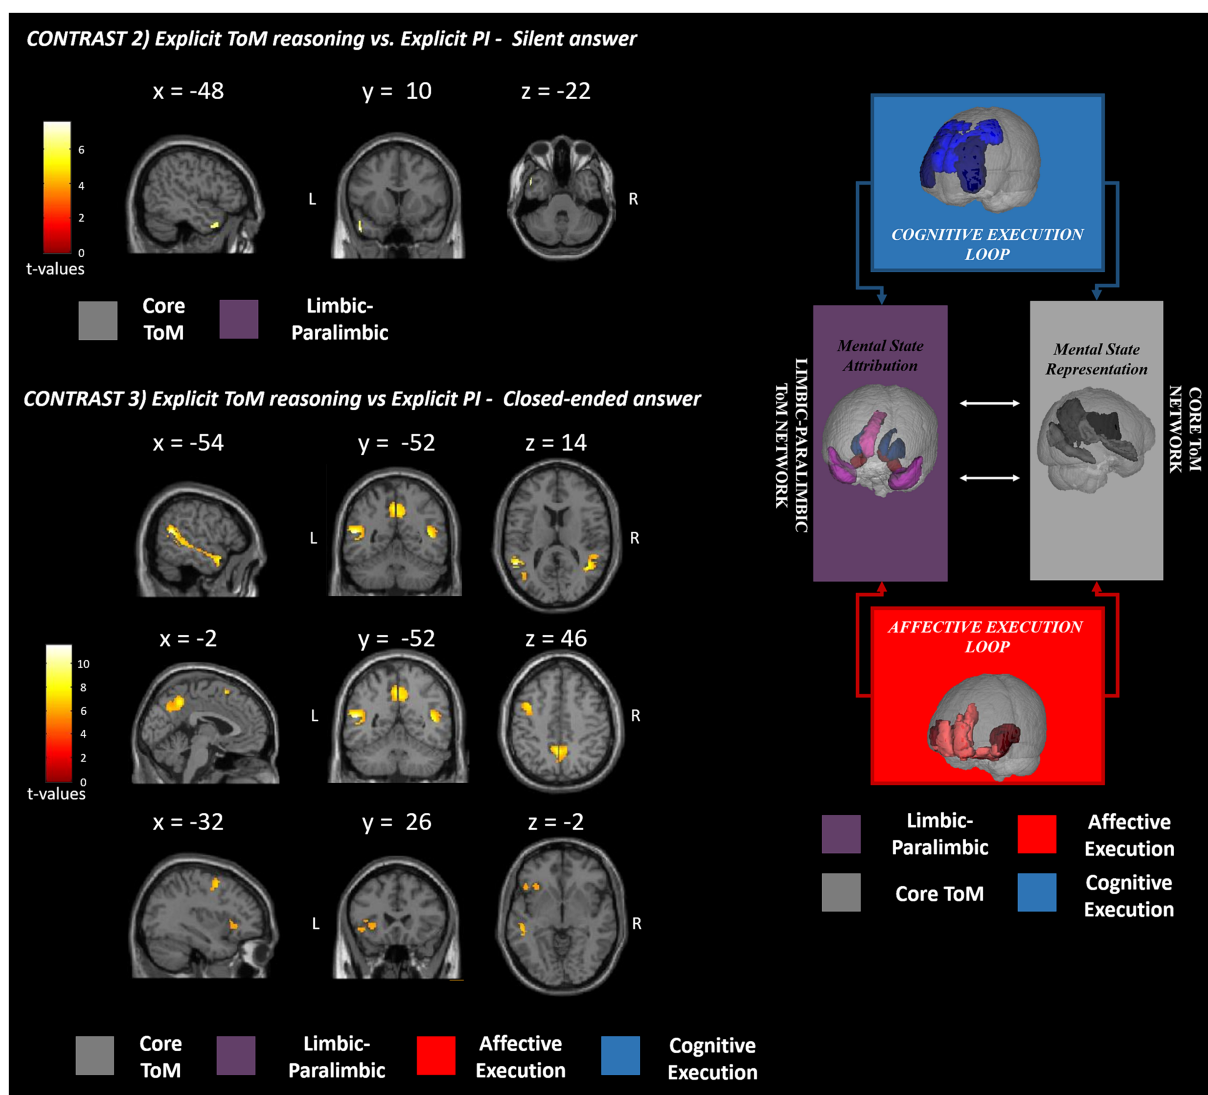 CONTRAST 2) Explicit ToM reasoning vs. Explicit PI - Silent answer
x = -48
y = 10
z = -22
6
4
2
0
t-values
L
R
Core
ToM
Limbic-
Paralimbic
CONTRAST 3) Explicit ToM reasoning vs Explicit PI - Closed-ended answer
x = -54
y = -52
z = 14
L
R
x = -2
y = -52
z = 46
10
8
6
4
2
0
t-values
L
R
x = -32
y = 26
z = -2
L
R
Core
ToM
Limbic-
Paralimbic
Affective
Execution
Cognitive
Execution
COGNITIVE EXECUTION
LOOP
LIMBIC-PARALIMBIC
ToM NETWORK
Mental State
Attribution
Mental State
Representation
CORE ToM
NETWORK
AFFECTIVE EXECUTION
LOOP
Limbic-
Paralimbic
Affective
Execution
Core ToM
Cognitive
Execution